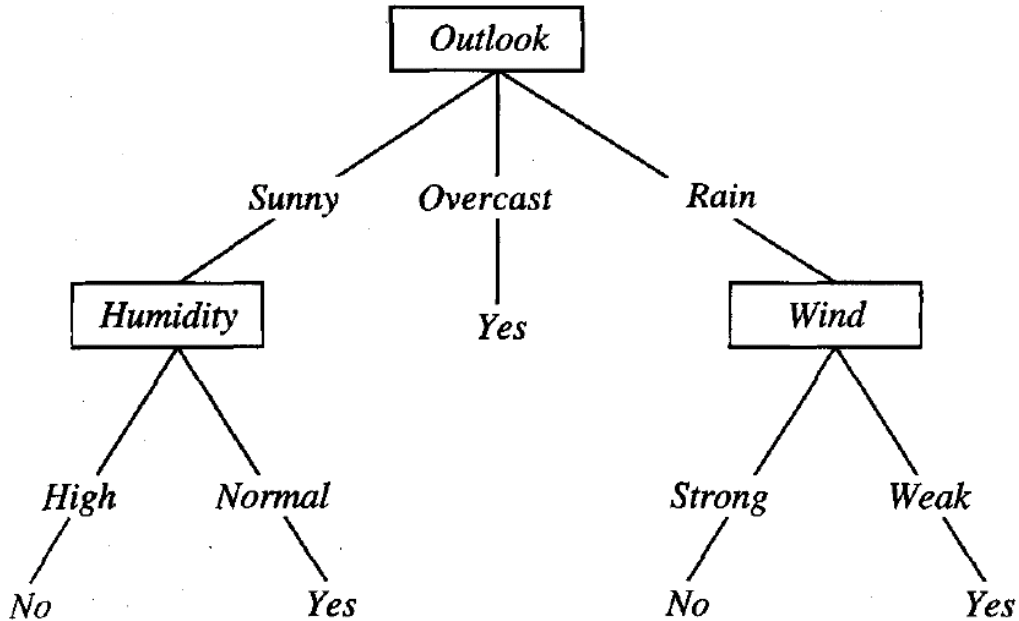 Outlook
Sunny Overcast Rain
Humidity Yes Wind
High Normal Strong Weak
No Yes No Yes